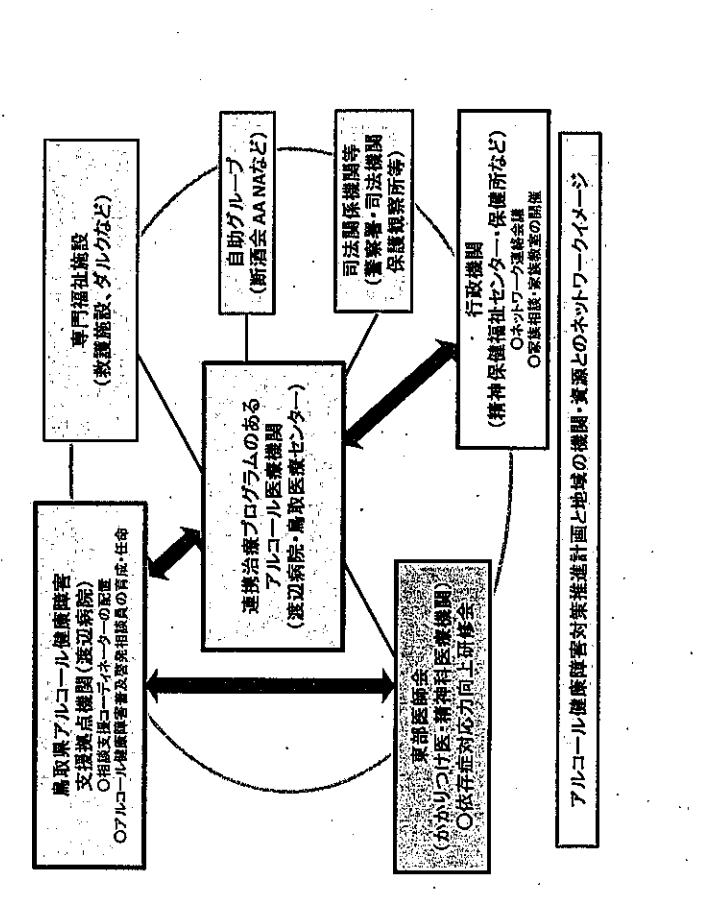 鳥取県アルコール健康障害
支援拠点機関(渡辺病院)
○相談支援コーディネーターの配置
○アルコール健康障害普及啓発相談員の育成・任命
専門福祉施設
(救護施設、ダルクなど)
連携治療プログラムのある
アルコール医療機関
(渡辺病院・鳥取医療センター)
自助グループ
(断酒会 AA NAなど)
司法関係機関等
(警察署・司法機関
保護観察所等)
東部医師会
(かかりつけ医・精神科医療機関)
○依存症対応力向上研修会
行政機関
(精神保健福祉センター・保健所など)
○ネットワーク連絡会議
○家族相談・家族教室の開催
アルコール健康障害対策推進計画と地域の機関・資源とのネットワークイメージ